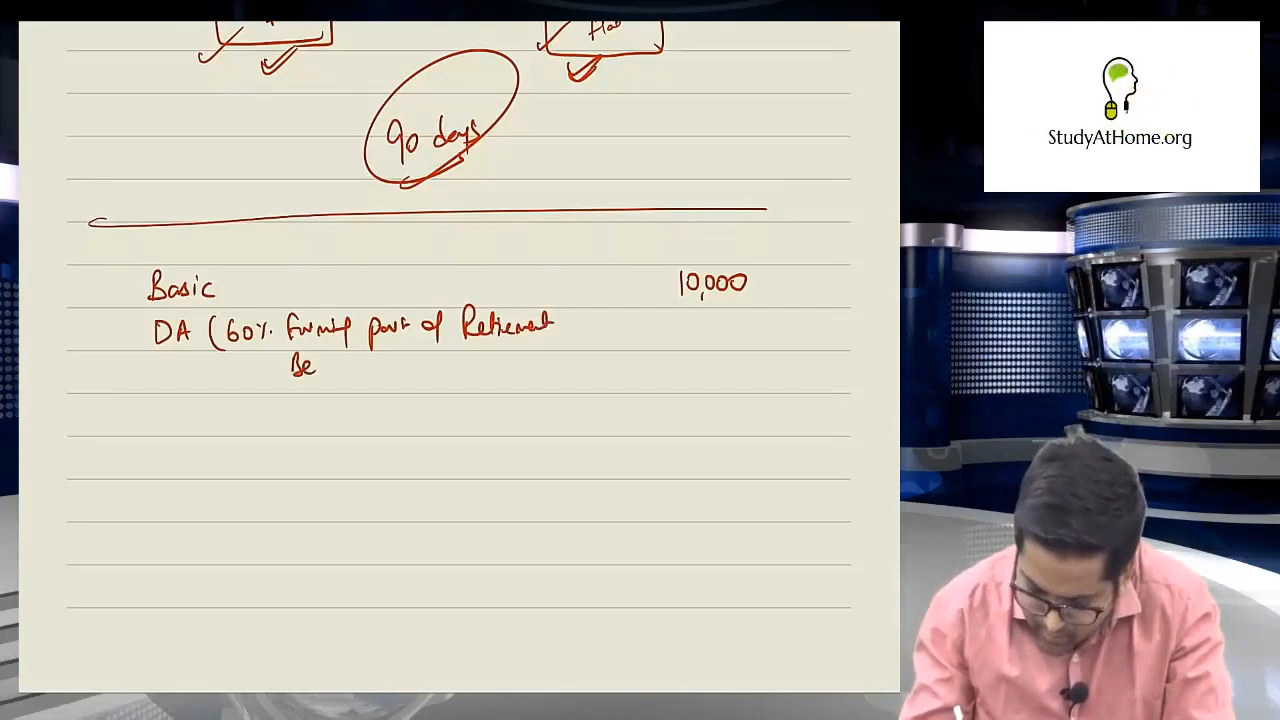 StudyAtHome.org
90 days
Basic 10,000
DA (60% Forming part of Retirement
Be